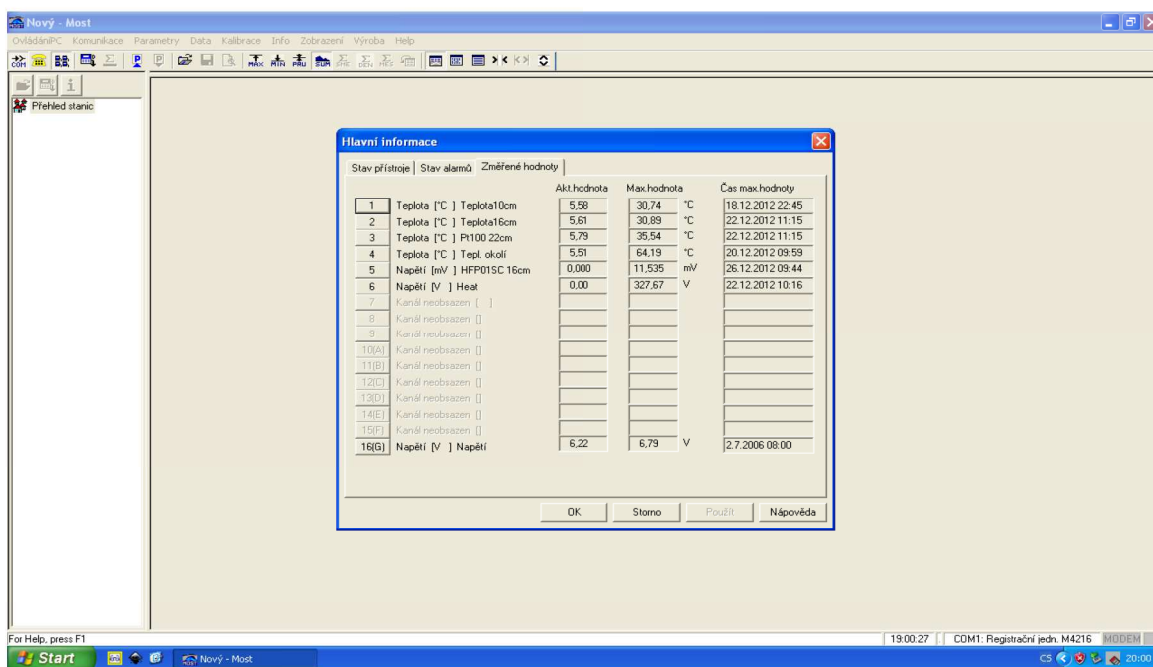 Nový - Most
OvládáníPC Komunikace Parametry Data Kalibrace Info Zobrazení Výroba Help
COM MAX MIN PRU SUM
Přehled stanic
Hlavní informace
Stav přístroje Stav alarmů Změřené hodnoty
Akt.hodnota Max.hodnota Čas max.hodnoty
1 Teplota [°C ] Teplota10cm 5,58 30,74 °C 18.12.2012 22:45
2 Teplota [°C ] Teplota16cm 5,61 30,89 °C 22.12.2012 11:15
3 Teplota [°C ] Pt100 22cm 5,79 35,54 °C 22.12.2012 11:15
4 Teplota [°C ] Tepl. okolí 5,51 64,19 °C 20.12.2012 09:59
5 Napětí [mV ] HFP01SC 16cm 0,000 11,535 mV 26.12.2012 09:44
6 Napětí [V ] Heat 0,00 327,67 V 22.12.2012 10:16
7 Kanál neobsazen [ ]
8 Kanál neobsazen []
9 Kanál neobsazen []
10(A) Kanál neobsazen []
11(B) Kanál neobsazen []
12(C) Kanál neobsazen []
13(D) Kanál neobsazen []
14(E) Kanál neobsazen []
15(F) Kanál neobsazen []
16(G) Napětí [V ] Napětí 6,22 6,79 V 2.7.2006 08:00
OK Storno Použít Nápověda
For Help, press F1 19:00:27 COM1: Registrační jedn. M4216 MODEM
Start Nový - Most CS 20:00